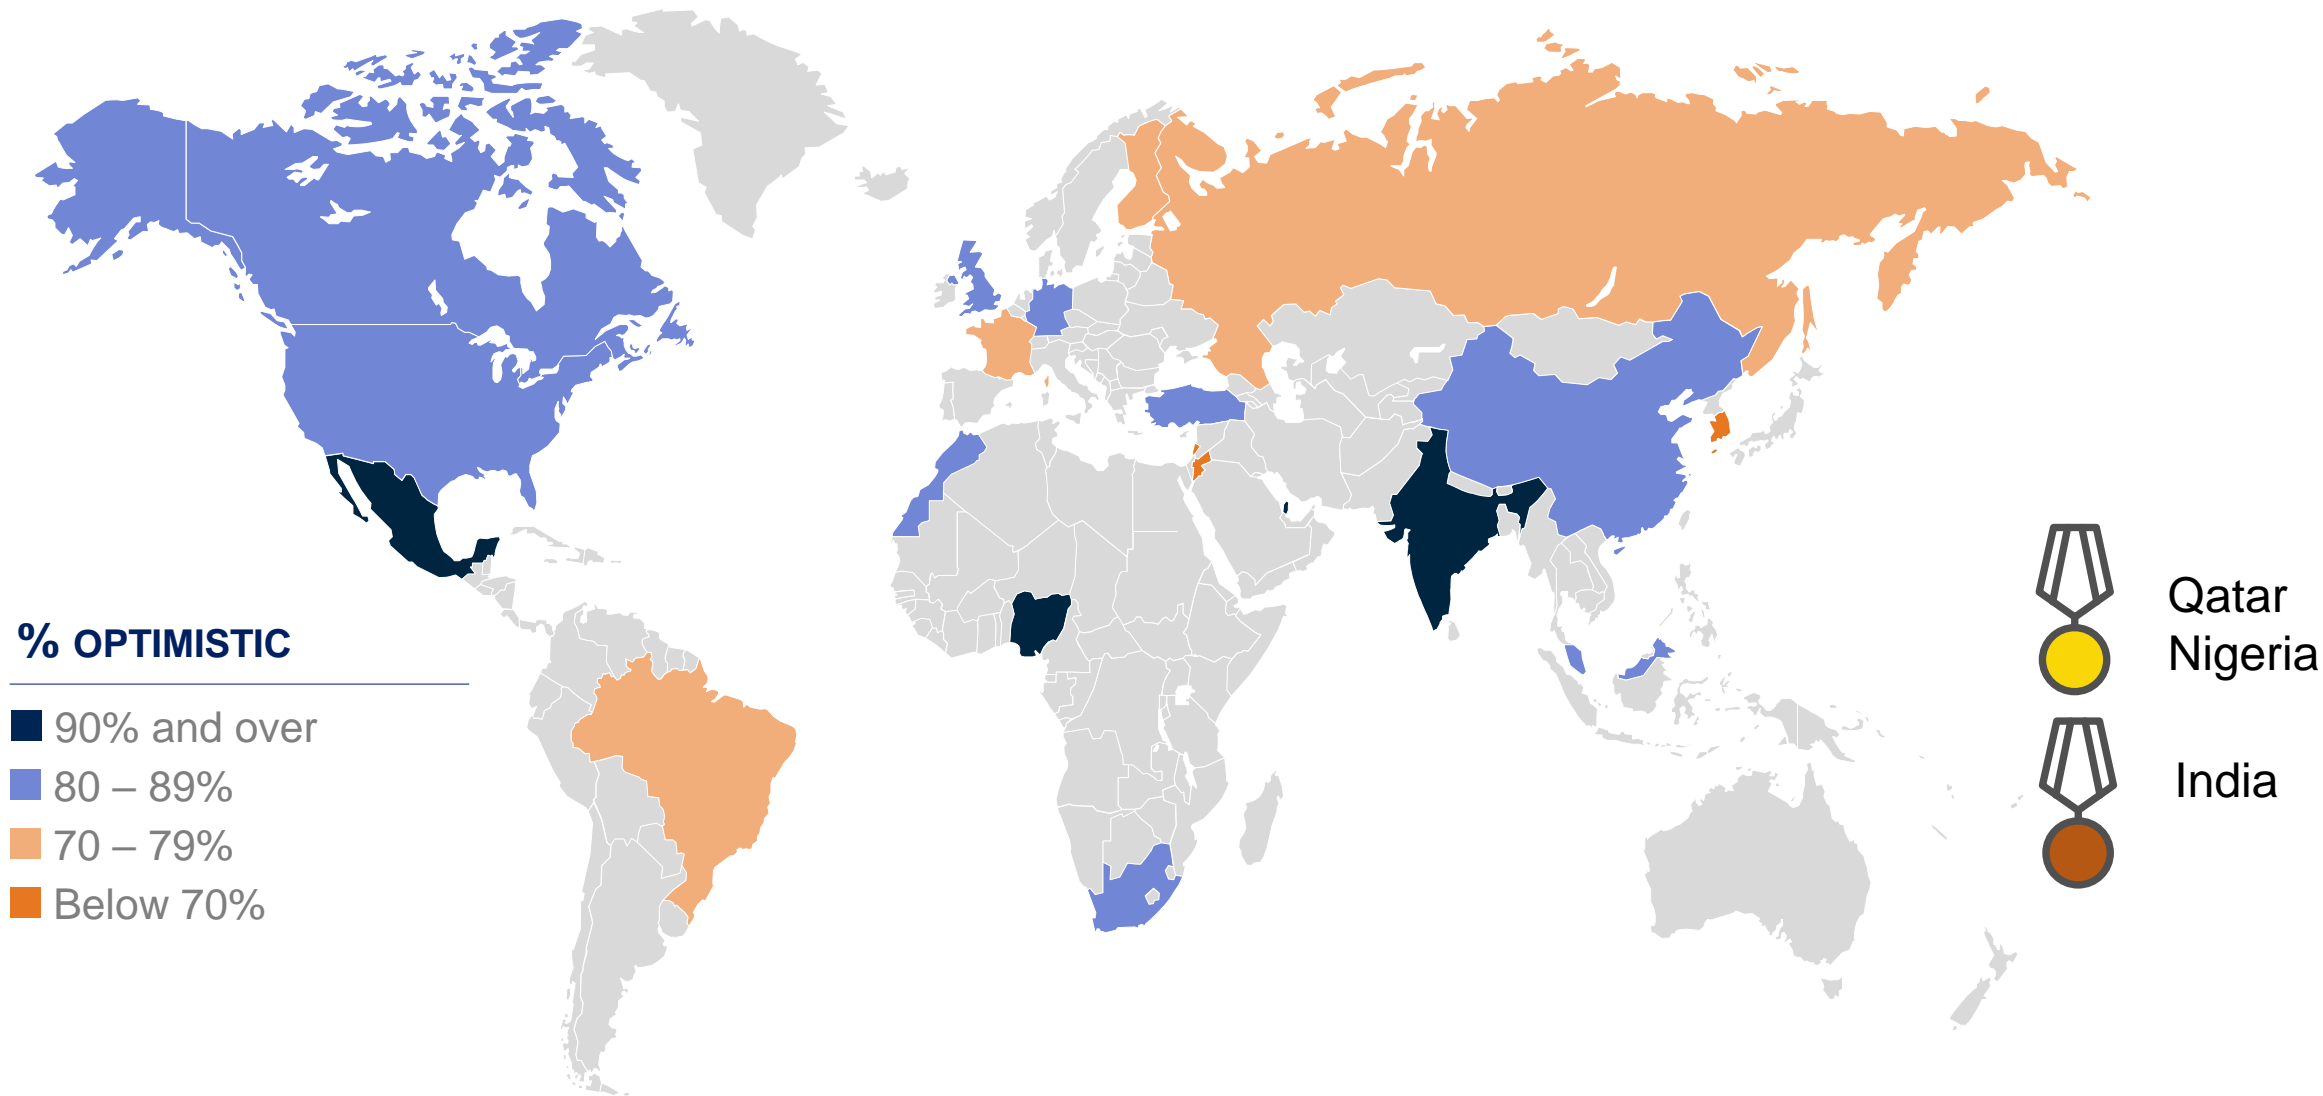 % OPTIMISTIC
90% and over
80 – 89%
70 – 79%
Below 70%
Qatar
Nigeria
India